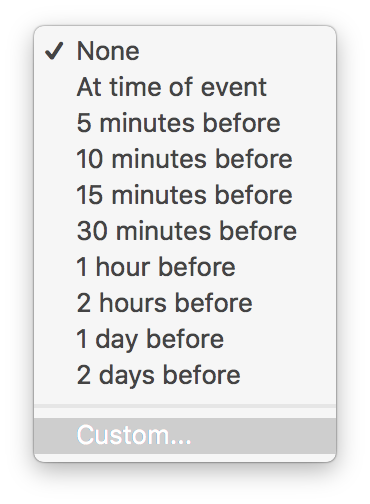 None
At time of event
5 minutes before
10 minutes before
15 minutes before
30 minutes before
1 hour before
2 hours before
1 day before
2 days before
Custom...